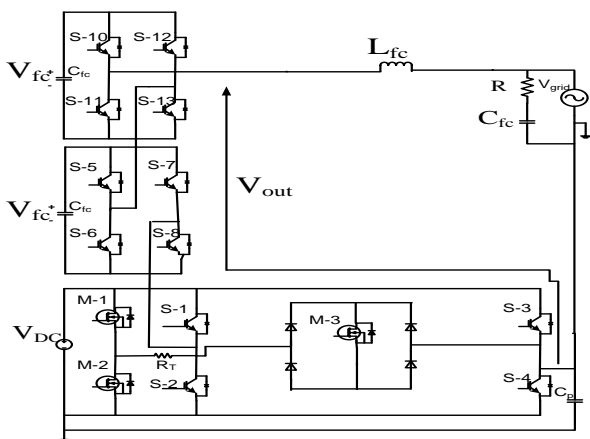 S-10
S-12
L_fc
V_fc
+
-
C_fc
R
V_grid
S-11
S-13
C_fc
S-5
S-7
V_out
V_fc
+
-
C_fc
S-6
S-8
M-1
S-1
S-3
M-3
V_DC
M-2
R_T
S-2
S-4
C_p